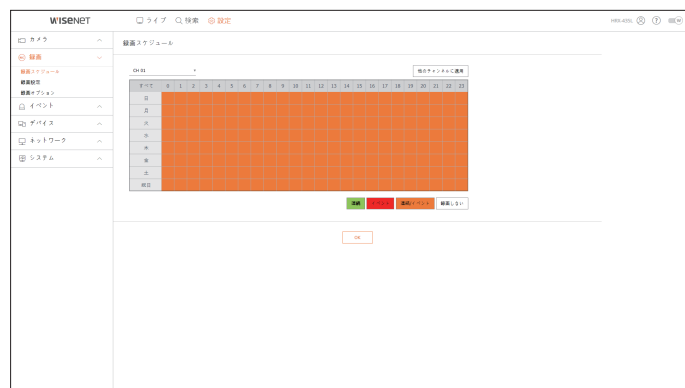 WISENET
ライブ 検索 設定
カメラ
録画
録画スケジュール
録画設定
録画オプション
イベント
デバイス
ネットワーク
システム
録画スケジュール
CH 01
他のチャンネルに適用
すべて 0 1 2 3 4 5 6 7 8 9 10 11 12 13 14 15 16 17 18 19 20 21 22 23
日
月
火
水
木
金
土
祝日
連続 イベント 連続/イベント 録画しない
OK